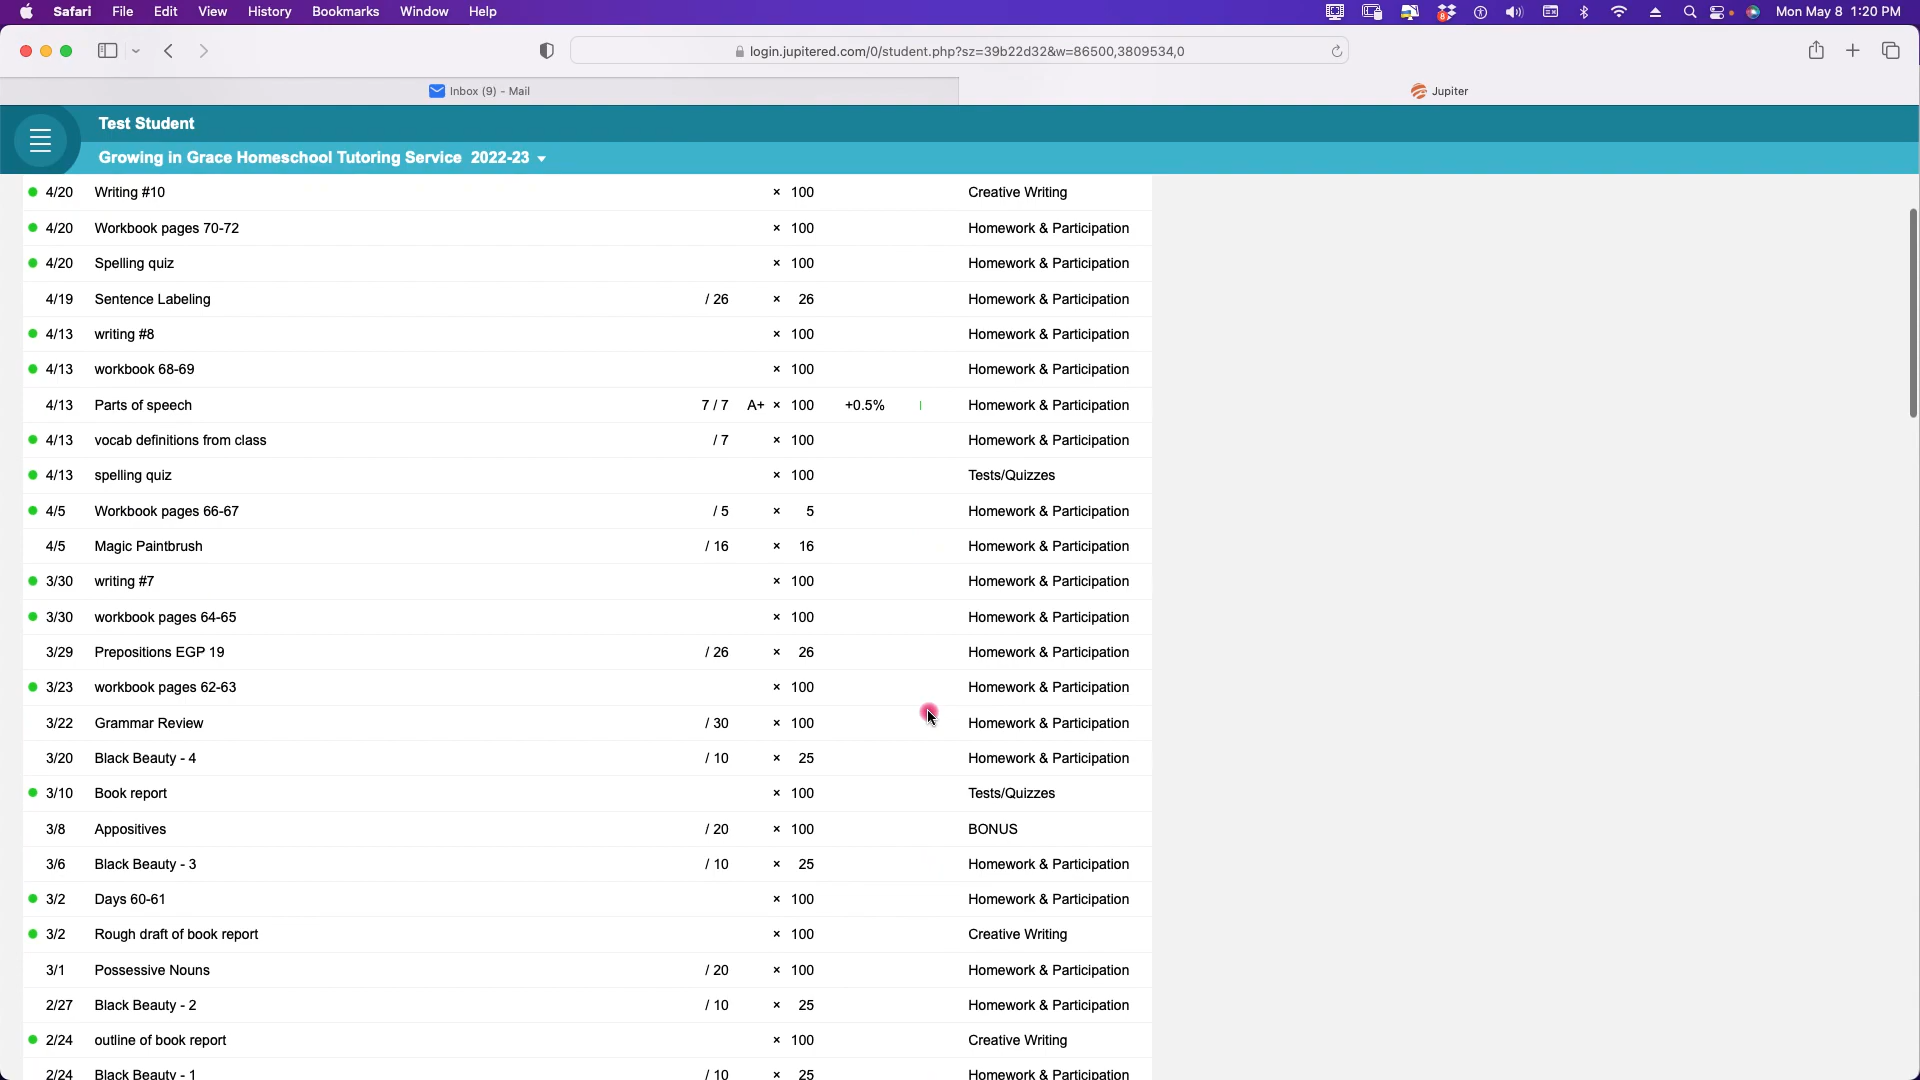 Safari File Edit View History Bookmarks Window Help Mon May 8 1:20 PM
login.jupitered.com/0/student.php?sz=39b22d32&w=86500,3809534,0
Inbox (9) - Mail Jupiter
Test Student
Growing in Grace Homeschool Tutoring Service 2022-23
4/20 Writing #10 × 100 Creative Writing
4/20 Workbook pages 70-72 × 100 Homework & Participation
4/20 Spelling quiz × 100 Homework & Participation
4/19 Sentence Labeling / 26 × 26 Homework & Participation
4/13 writing #8 × 100 Homework & Participation
4/13 workbook 68-69 × 100 Homework & Participation
4/13 Parts of speech 7 / 7 A+ × 100 +0.5% Homework & Participation
4/13 vocab definitions from class / 7 × 100 Homework & Participation
4/13 spelling quiz × 100 Tests/Quizzes
4/5 Workbook pages 66-67 / 5 × 5 Homework & Participation
4/5 Magic Paintbrush / 16 × 16 Homework & Participation
3/30 writing #7 × 100 Homework & Participation
3/30 workbook pages 64-65 × 100 Homework & Participation
3/29 Prepositions EGP 19 / 26 × 26 Homework & Participation
3/23 workbook pages 62-63 × 100 Homework & Participation
3/22 Grammar Review / 30 × 100 Homework & Participation
3/20 Black Beauty - 4 / 10 × 25 Homework & Participation
3/10 Book report × 100 Tests/Quizzes
3/8 Appositives / 20 × 100 BONUS
3/6 Black Beauty - 3 / 10 × 25 Homework & Participation
3/2 Days 60-61 × 100 Homework & Participation
3/2 Rough draft of book report × 100 Creative Writing
3/1 Possessive Nouns / 20 × 100 Homework & Participation
2/27 Black Beauty - 2 / 10 × 25 Homework & Participation
2/24 outline of book report × 100 Creative Writing
2/24 Black Beauty - 1 / 10 × 25 Homework & Participation